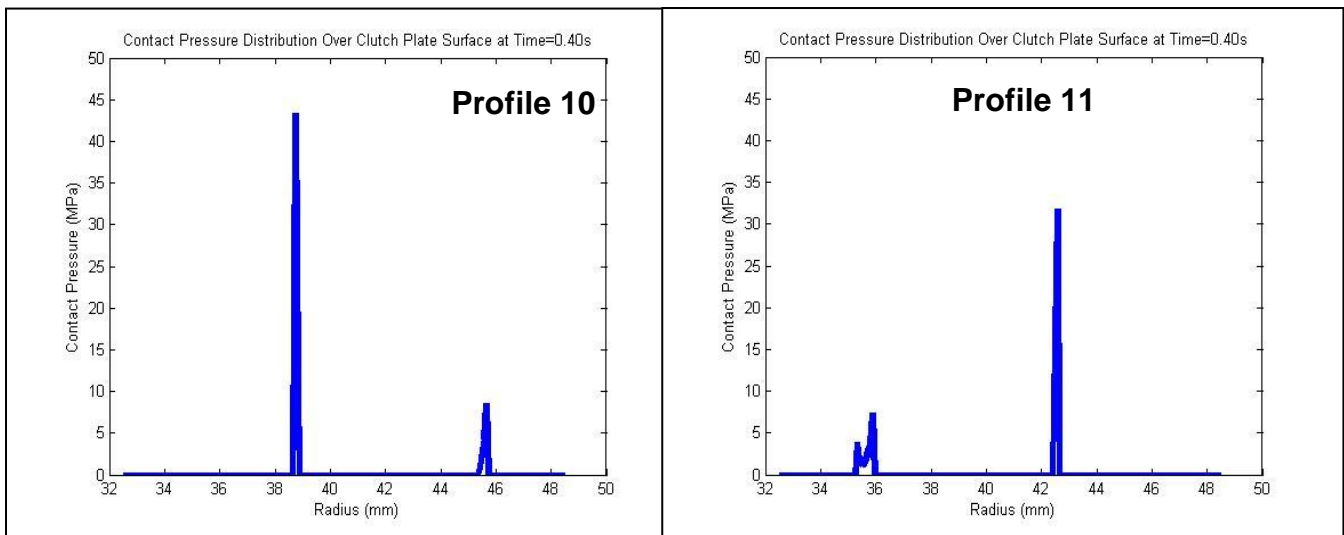 Contact Pressure Distribution Over Clutch Plate Surface at Time=0.40s
Profile 10
Contact Pressure (MPa)
50
45
40
35
30
25
20
15
10
5
0
32 34 36 38 40 42 44 46 48 50
Radius (mm)
Contact Pressure Distribution Over Clutch Plate Surface at Time=0.40s
Profile 11
Contact Pressure (MPa)
50
45
40
35
30
25
20
15
10
5
0
32 34 36 38 40 42 44 46 48 50
Radius (mm)